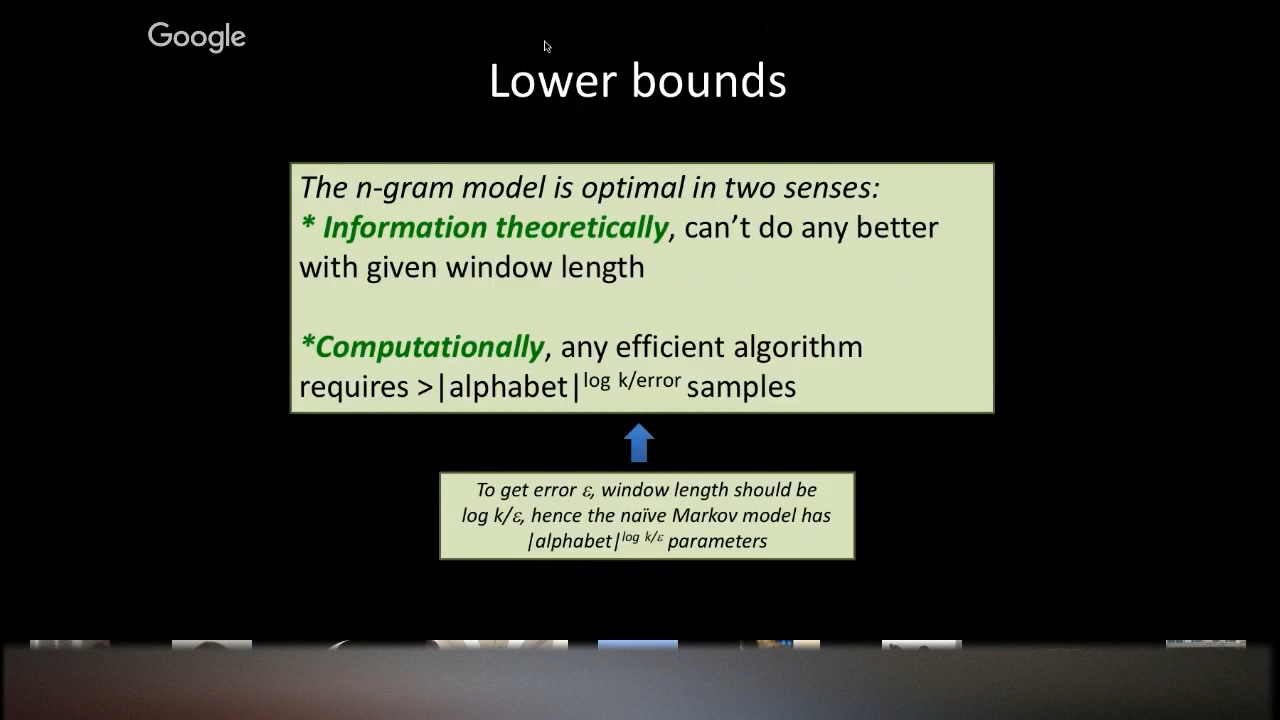 Google
Lower bounds
The n-gram model is optimal in two senses:
* Information theoretically, can’t do any better
with given window length
*Computationally, any efficient algorithm
requires >|alphabet|^log k/error samples
To get error ε, window length should be
log k/ε, hence the naïve Markov model has
|alphabet|^log k/ε parameters